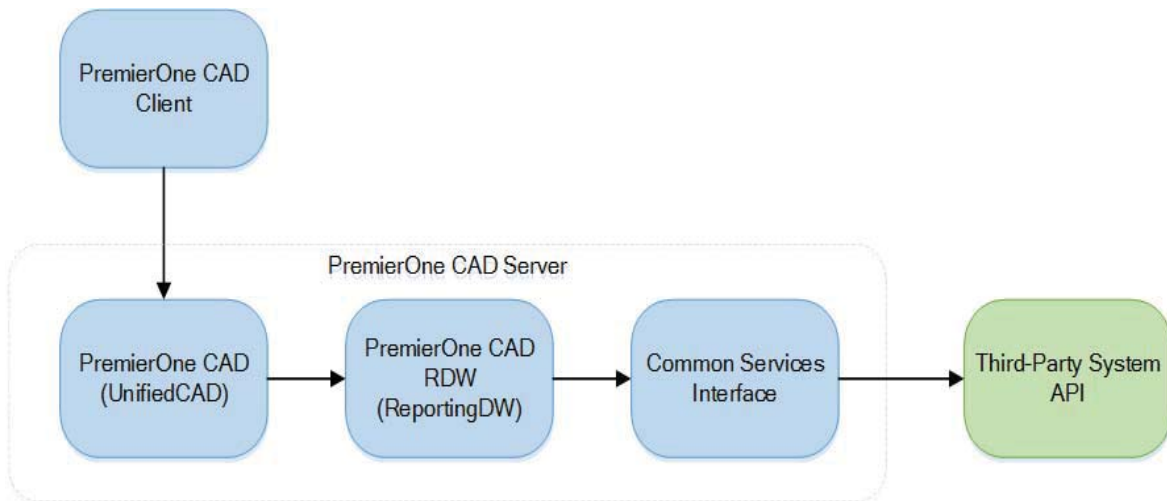 PremierOne CAD
Client
PremierOne CAD Server
PremierOne CAD
(UnifiedCAD)
PremierOne CAD
RDW
(ReportingDW)
Common Services
Interface
Third-Party System
API